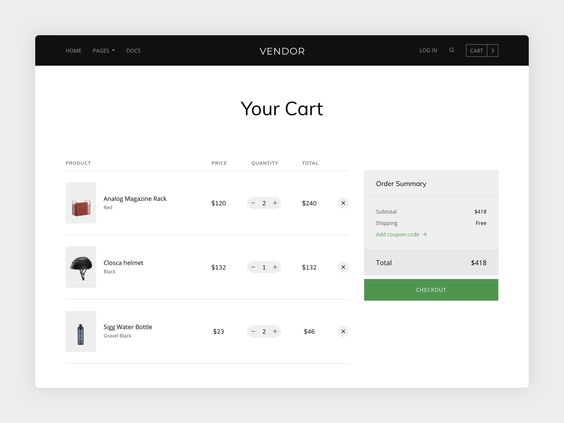 HOME PAGES DOCS VENDOR LOG IN CART 3
Your Cart
PRODUCT PRICE QUANTITY TOTAL
Analog Magazine Rack
Red
$120 − 2 + $240 ×
Closca helmet
Black
$132 − 1 + $132 ×
Sigg Water Bottle
Gravel Black
$23 − 2 + $46 ×
Order Summary
Subtotal $418
Shipping Free
Add coupon code →
Total $418
CHECKOUT